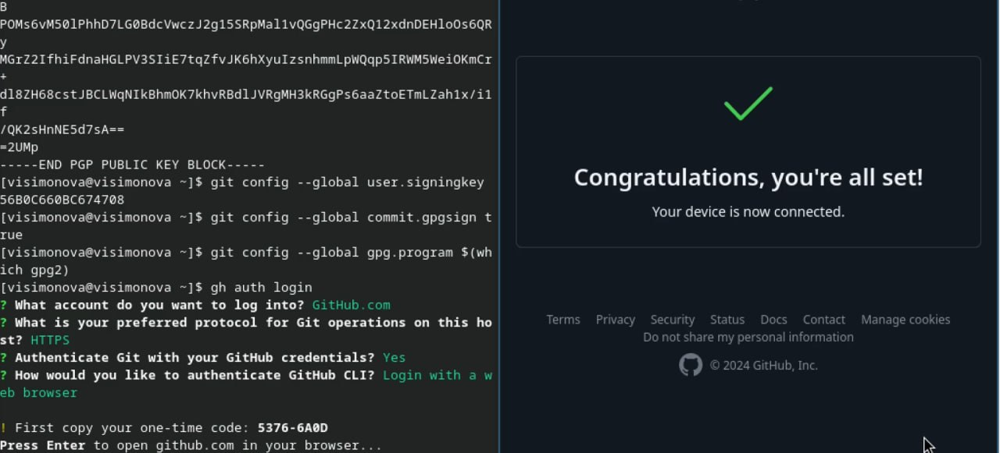 B
POMs6vM50lPhhD7LG0BdcVwczJ2g15SRpMal1vQGgPHc2ZxQ12xdnDEHloOs6QR
y
MGrZ2IfhiFdnaHGLPV3SIiE7tqZfvJK6hXyuIzsnhmmLpWQqp5IRWM5WeiOKmCr
+
dl8ZH68cstJBCLWqNIkBhmOK7khvRBdlJVRgMH3kRGgPs6aaZtoETmLZah1x/i1
f
/QK2sHnNE5d7sA==
=2UMp
-----END PGP PUBLIC KEY BLOCK-----
[visimonova@visimonova ~]$ git config --global user.signingkey
56B0C660BC674708
[visimonova@visimonova ~]$ git config --global commit.gpgsign t
rue
[visimonova@visimonova ~]$ git config --global gpg.program $(wh
ich gpg2)
[visimonova@visimonova ~]$ gh auth login
? What account do you want to log into? GitHub.com
? What is your preferred protocol for Git operations on this ho
st? HTTPS
? Authenticate Git with your GitHub credentials? Yes
? How would you like to authenticate GitHub CLI? Login with a w
eb browser
! First copy your one-time code: 5376-6A0D
Press Enter to open github.com in your browser...
Congratulations, you're all set!
Your device is now connected.
Terms Privacy Security Status Docs Contact Manage cookies
Do not share my personal information
© 2024 GitHub, Inc.